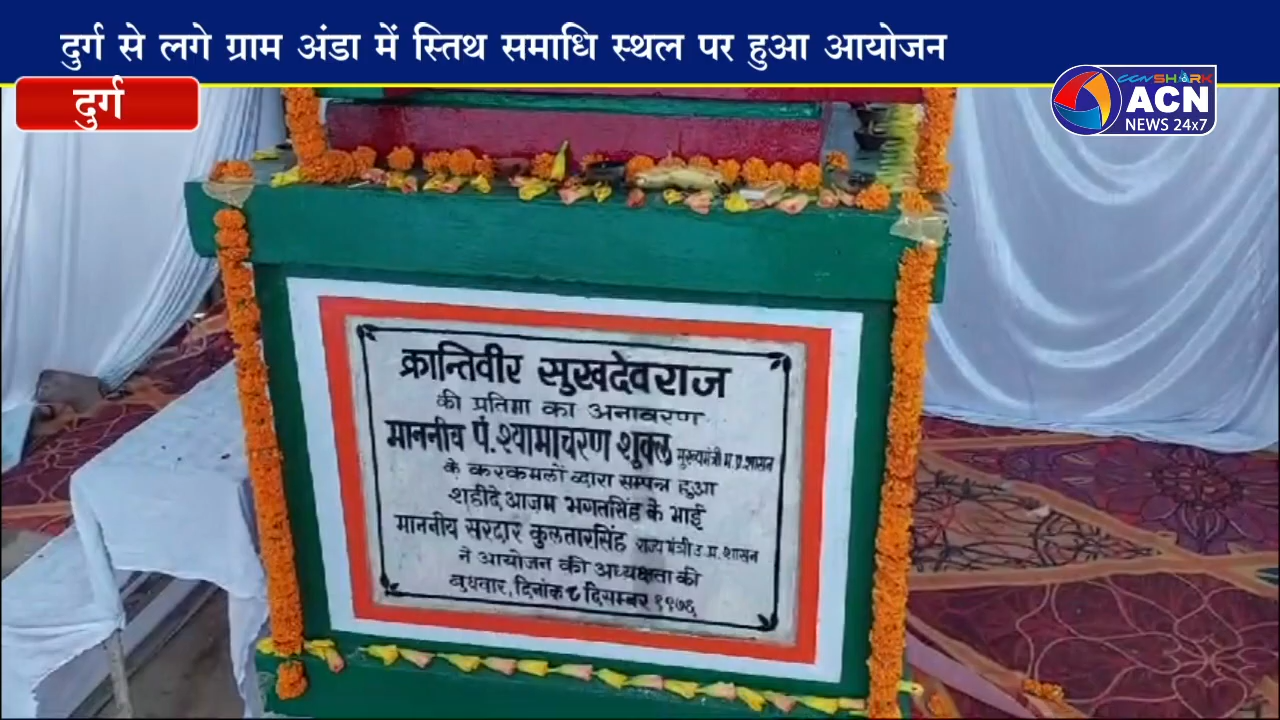 दुर्ग से लगे ग्राम अंडा में स्तिथ समाधि स्थल पर हुआ आयोजन
दुर्ग
CCN SHARK
ACN
NEWS 24x7
क्रान्तिवीर सुखदेवराज
की प्रतिमा का अनावरण
माननीय पं. श्यामाचरण शुक्ल मुख्यमंत्री म.प्र.शासन
के करकमलों द्वारा सम्पन्न हुआ
शहीदे आज़म भगतसिंह के भाई
माननीय सरदार कुलतारसिंह राज्य मंत्री उ.प्र.शासन
ने आयोजन की अध्यक्षता की
बुधवार, दिनांक ८ दिसम्बर १९७६